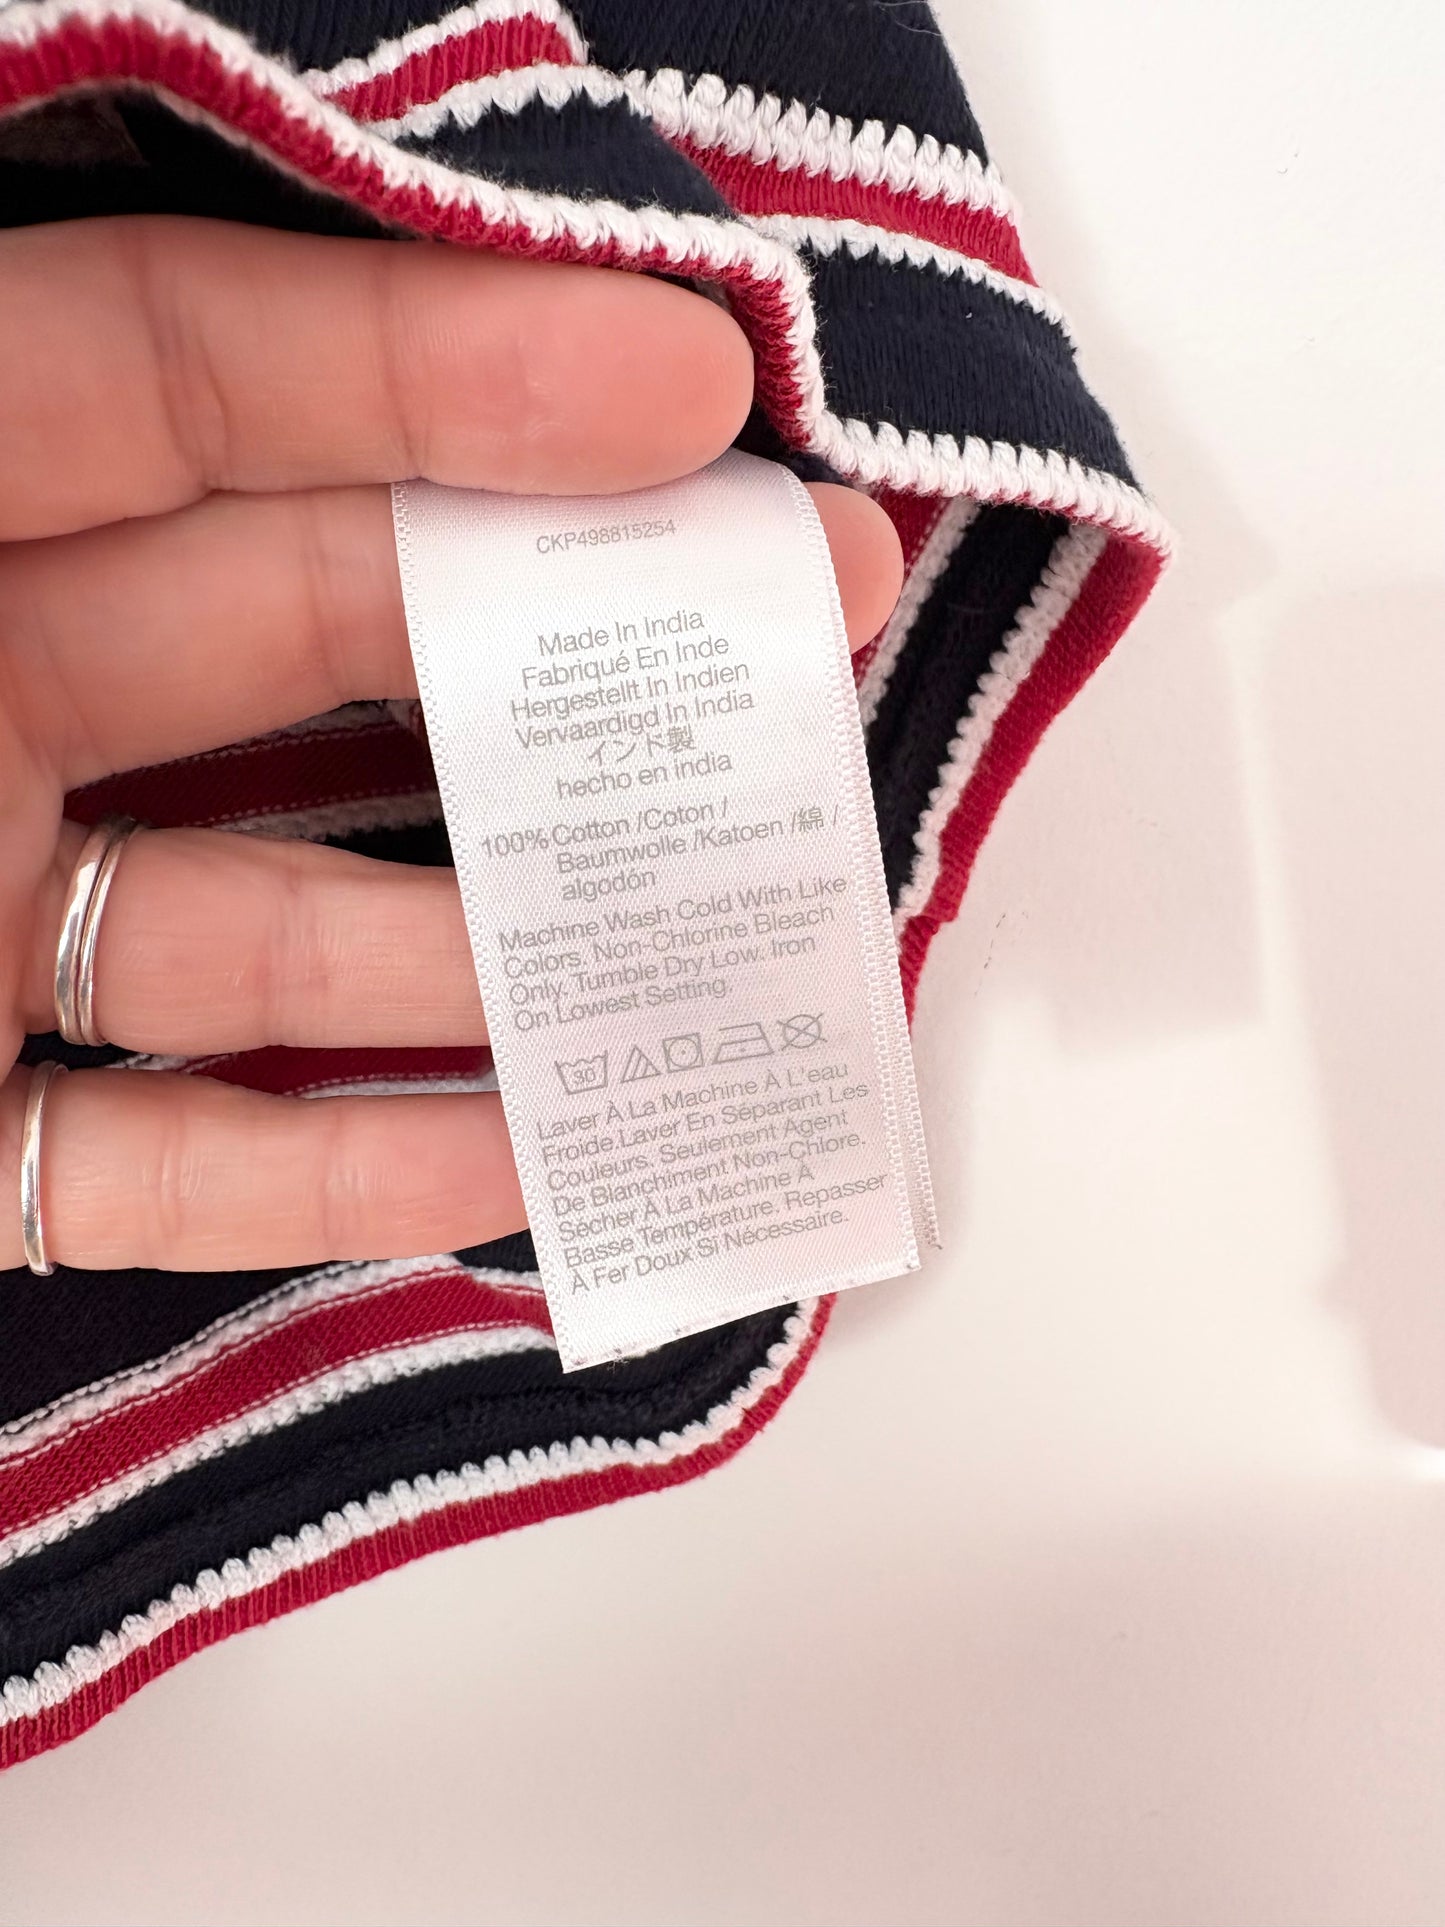 CKP498815254
Made In India
Fabriqué En Inde
Hergestellt In Indien
Vervaardigd In India
インド製
hecho en india
100% Cotton /Coton /
Baumwolle /Katoen /綿 /
algodón
Machine Wash Cold With Like
Colors. Non-Chlorine Bleach
Only. Tumble Dry Low. Iron
On Lowest Setting.
30
Laver À La Machine À L'eau
Froide Laver En Séparant Les
Couleurs. Seulement Agent
De Blanchiment Non-Chlore.
Sécher À La Machine À
Basse Température. Repasser
À Fer Doux Si Nécessaire.